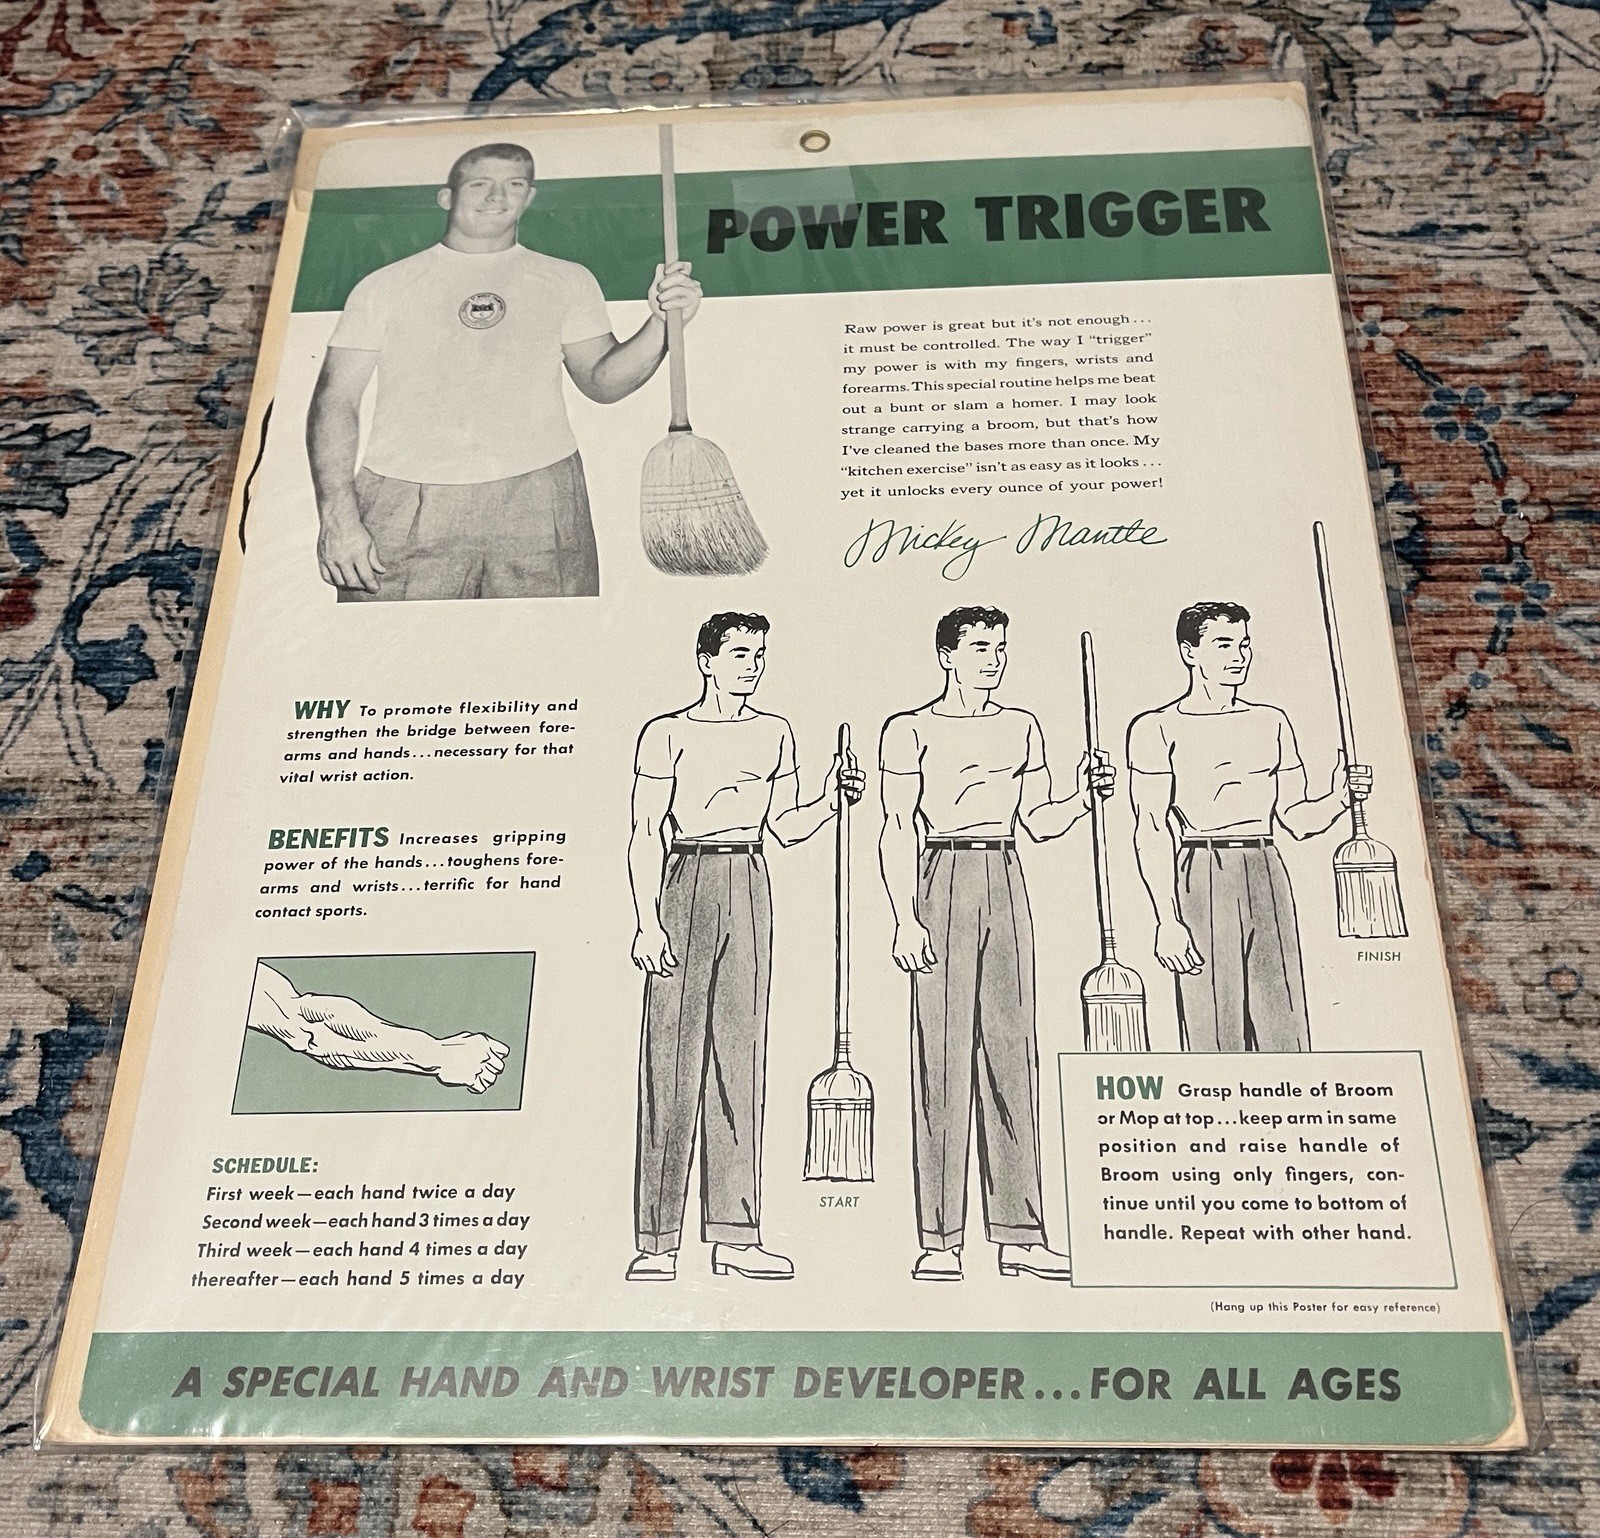 POWER TRIGGER
Raw power is great but it's not enough...
it must be controlled. The way I "trigger"
my power is with my fingers, wrists and
forearms. This special routine helps me beat
out a bunt or slam a homer. I may look
strange carrying a broom, but that's how
I've cleaned the bases more than once. My
"kitchen exercise" isn't as easy as it looks...
yet it unlocks every ounce of your power!
Mickey Mantle
WHY To promote flexibility and
strengthen the bridge between fore-
arms and hands...necessary for that
vital wrist action.
BENEFITS Increases gripping
power of the hands...toughens fore-
arms and wrists...terrific for hand
contact sports.
SCHEDULE:
First week—each hand twice a day
Second week—each hand 3 times a day
Third week—each hand 4 times a day
thereafter—each hand 5 times a day
START
FINISH
HOW Grasp handle of Broom
or Mop at top...keep arm in same
position and raise handle of
Broom using only fingers, con-
tinue until you come to bottom of
handle. Repeat with other hand.
(Hang up this Poster for easy reference)
A SPECIAL HAND AND WRIST DEVELOPER...FOR ALL AGES